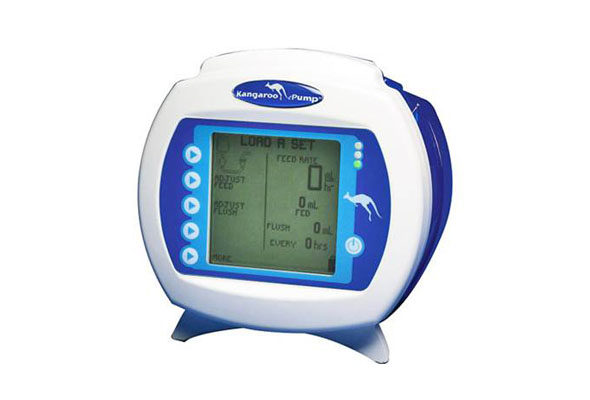 Kangaroo ePump™
LOAD A SET
FEED RATE
0 mL
hr
ADJUST
FEED
0 mL
FED
ADJUST
FLUSH
FLUSH 0 mL
EVERY 0 hrs
MORE